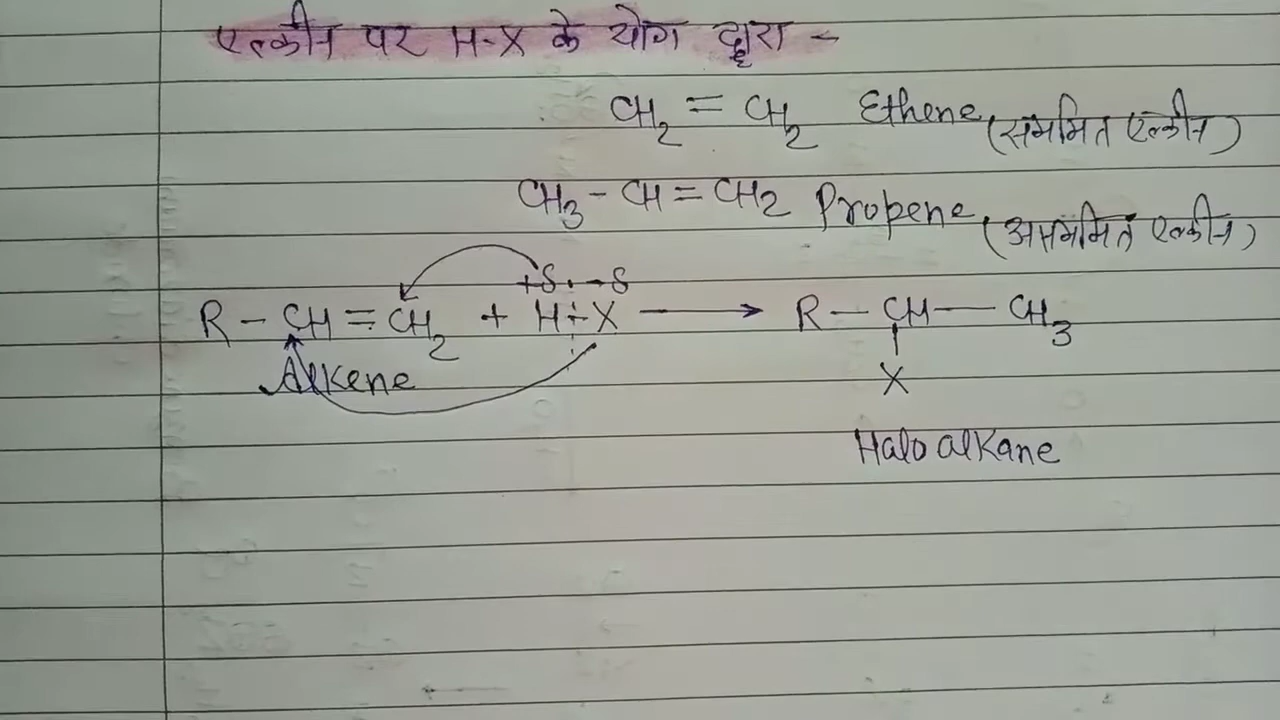 एल्कीन पर H-X के योग द्वारा -
CH₂ = CH₂ Ethene (सममित एल्कीन)
CH₃ - CH = CH2 Propene (असममित एल्कीन)
+δ -δ
R - CH = CH₂ + H ÷ X ⟶ R — CH — CH₃
|
Alkene X
Halo alkane